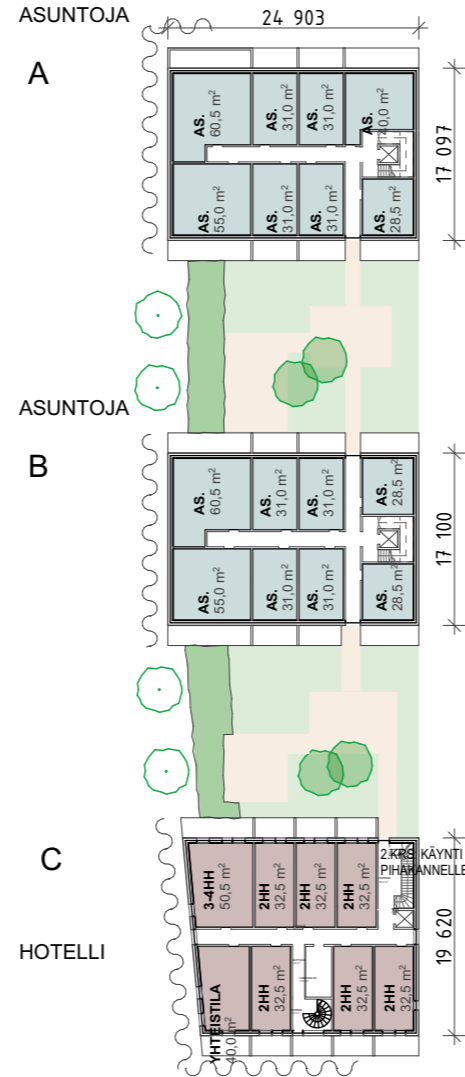 ASUNTOJA
24 903
A
AS.
60,5 m²
AS.
31,0 m²
AS.
31,0 m²
AS.
40,0 m²
17 097
AS.
55,0 m²
AS.
31,0 m²
AS.
31,0 m²
AS.
28,5 m²
ASUNTOJA
B
AS.
60,5 m²
AS.
31,0 m²
AS.
31,0 m²
AS.
28,5 m²
17 100
AS.
55,0 m²
AS.
31,0 m²
AS.
31,0 m²
AS.
28,5 m²
C
3-4HH
50,5 m²
2HH
32,5 m²
2HH
32,5 m²
2HH
32,5 m²
2.KRS. KÄYNTI
PIHAKANNELLE
19 620
HOTELLI
YHTEISTILA
40,0 m²
2HH
32,5 m²
2HH
32,5 m²
2HH
32,5 m²